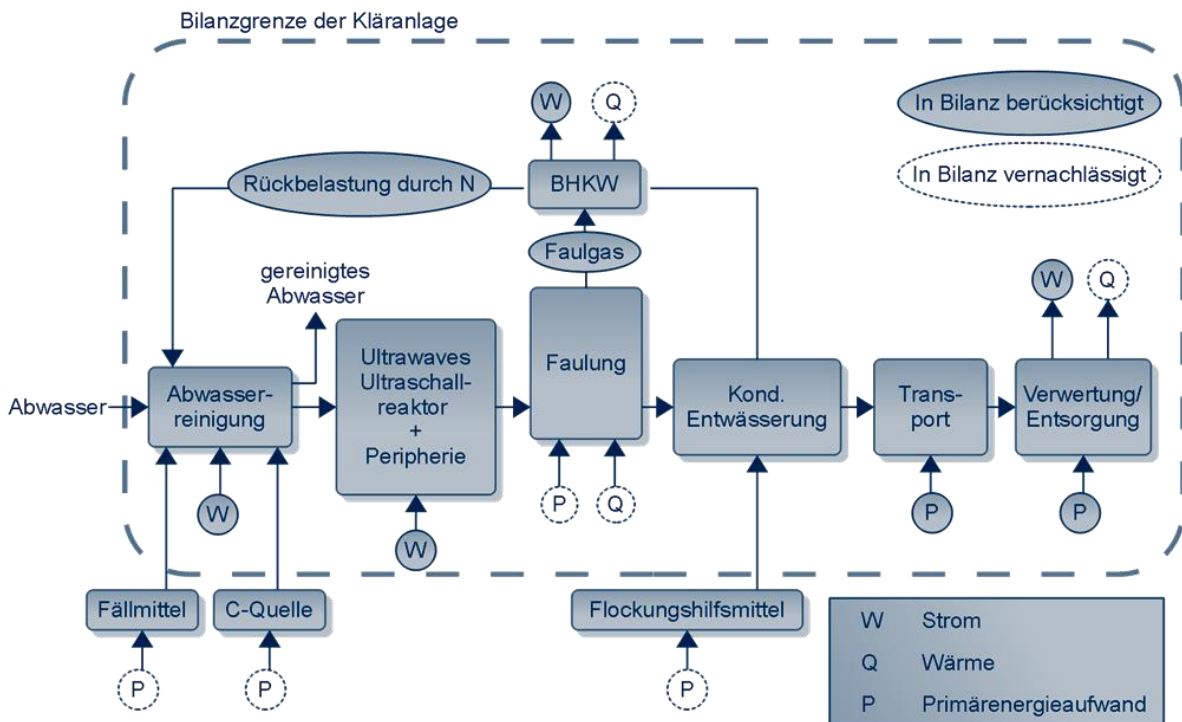 Bilanzgrenze der Kläranlage
W
Q
In Bilanz berücksichtigt
Rückbelastung durch N
BHKW
In Bilanz vernachlässigt
Faulgas
gereinigtes
Abwasser
W
Q
Ultrawaves
Ultraschall-
reaktor
+
Peripherie
Faulung
Abwasser
Abwasser-
reinigung
Kond.
Entwässerung
Trans-
port
Verwertung/
Entsorgung
W
W
P
Q
P
P
Fällmittel
C-Quelle
Flockungshilfsmittel
P
P
P
W Strom
Q Wärme
P Primärenergieaufwand